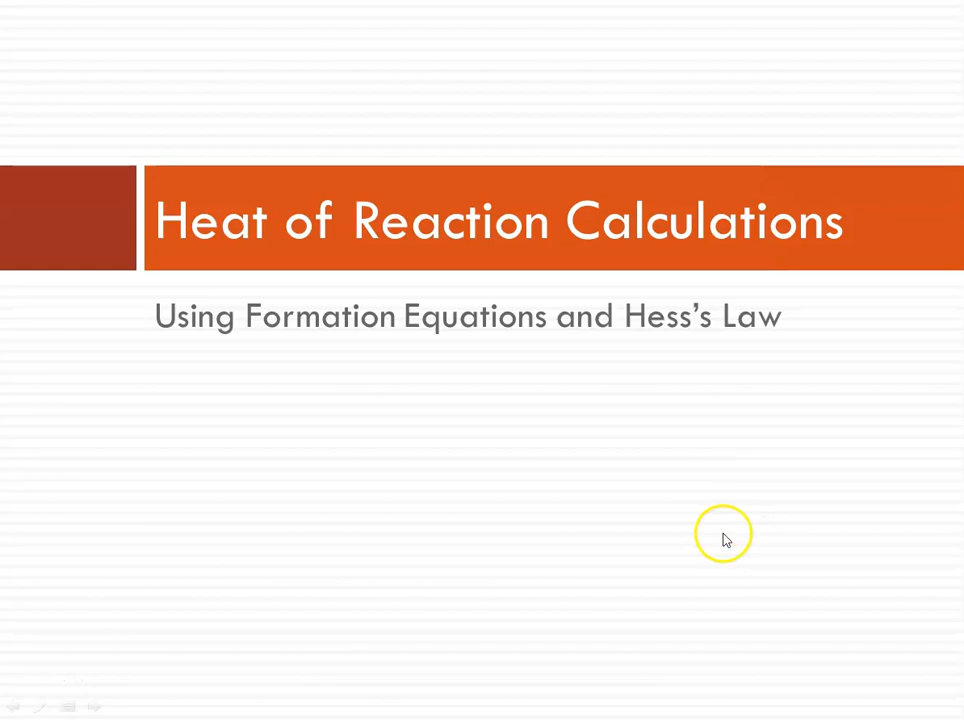 Heat of Reaction Calculations
Using Formation Equations and Hess’s Law